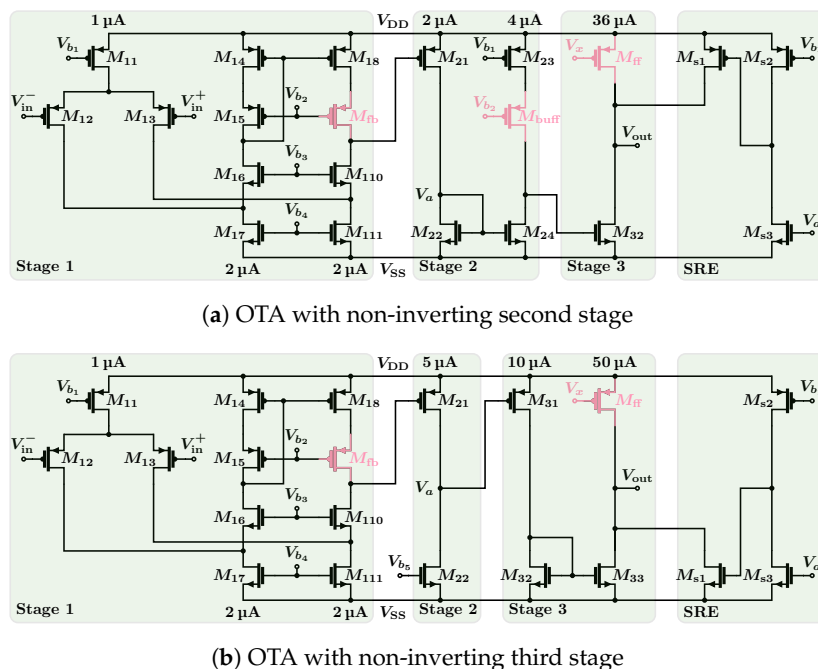 1 µA 2 µA 4 µA 36 µA
V_DD
V_b1 M_11 M_14 M_18 M_21 V_b1 M_23 V_x M_ff M_s1 M_s2 V_b
V_in^- V_in^+ V_b2 V_b2
M_12 M_13 M_15 M_fb M_buff V_out
V_b3
M_16 M_110 V_a
V_b4
M_17 M_111 M_22 M_24 M_32 M_s3 V_a
Stage 1 2 µA 2 µA V_SS Stage 2 Stage 3 SRE
(a) OTA with non-inverting second stage
1 µA 5 µA 10 µA 50 µA
V_DD
V_b1 M_11 M_14 M_18 M_21 M_31 V_x M_ff M_s2 V_b
V_in^- V_in^+ V_b2
M_12 M_13 M_15 M_fb V_a V_out
V_b3
M_16 M_110
V_b4 V_b5
M_17 M_111 M_22 M_32 M_33 M_s1 M_s3
Stage 1 2 µA 2 µA V_SS Stage 2 Stage 3 SRE
(b) OTA with non-inverting third stage